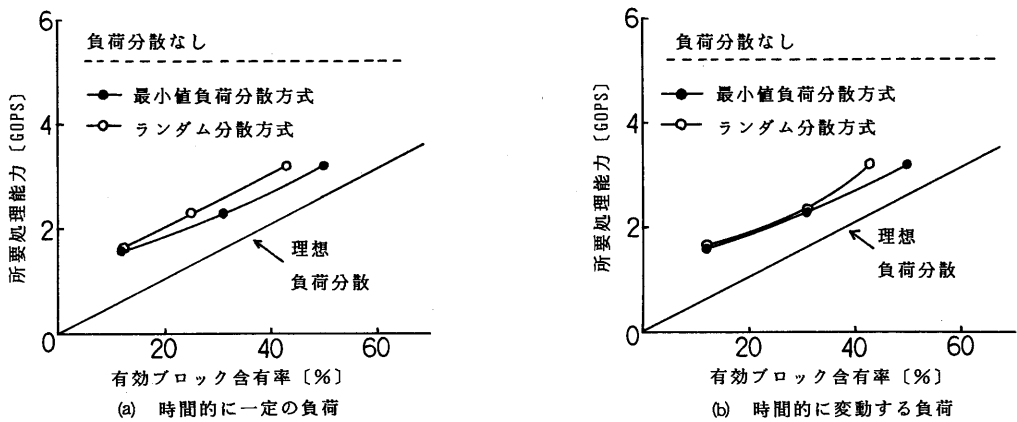 6
負荷分散なし
最小値負荷分散方式
ランダム分散方式
4
2
0
所要処理能力〔GOPS〕
理想
負荷分散
20
40
60
有効ブロック含有率〔%〕
(a) 時間的に一定の負荷
6
負荷分散なし
最小値負荷分散方式
ランダム分散方式
4
2
0
所要処理能力〔GOPS〕
理想
負荷分散
20
40
60
有効ブロック含有率〔%〕
(b) 時間的に変動する負荷